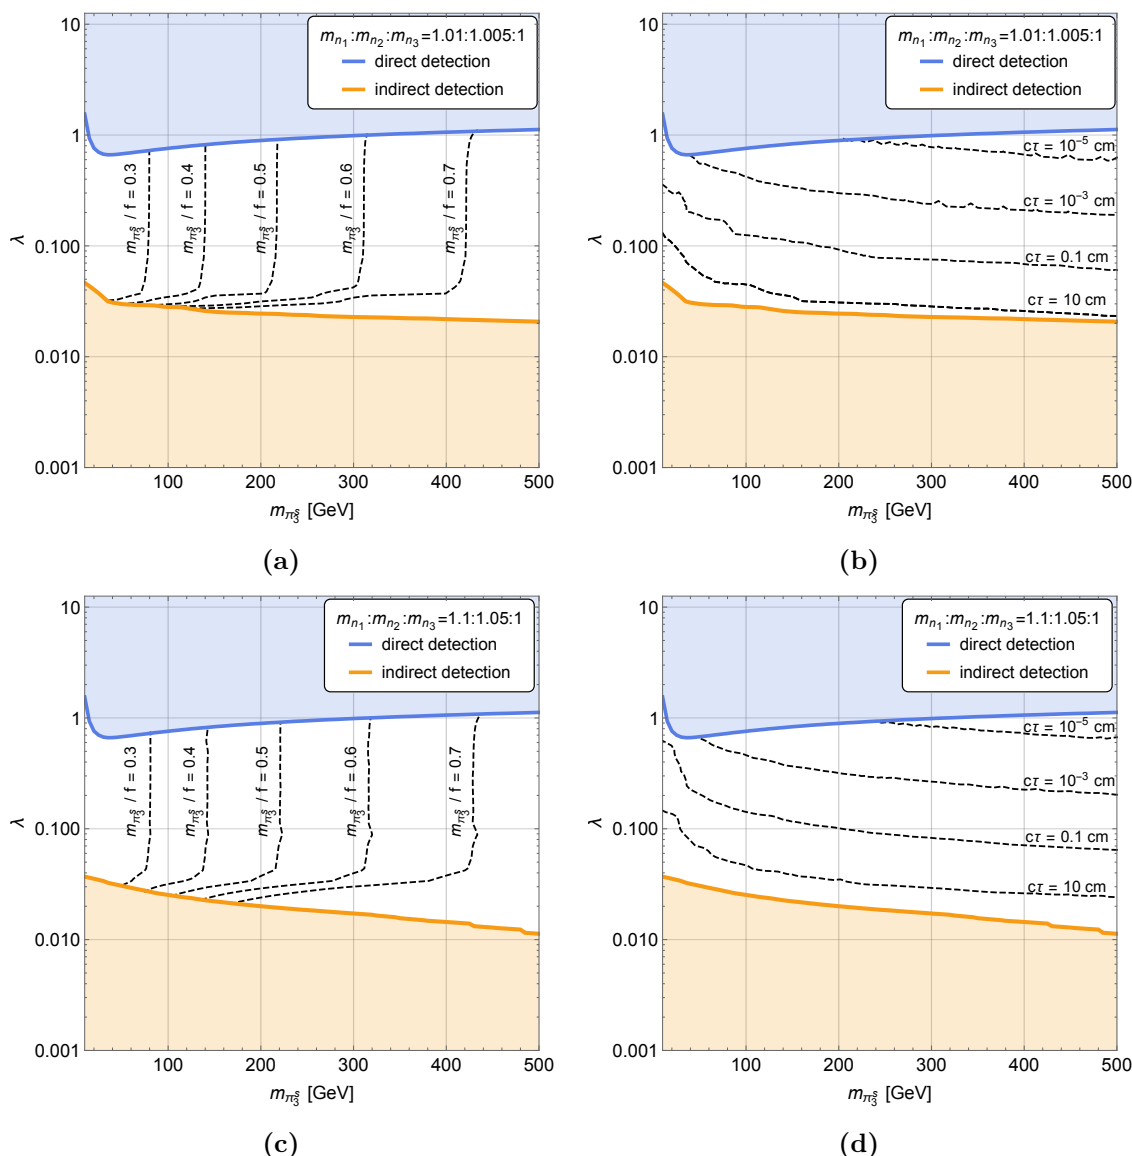 10
1
0.100
0.010
0.001
λ
m_{n_1}:m_{n_2}:m_{n_3}=1.01:1.005:1
direct detection
indirect detection
m_{π_3^s} / f = 0.3
m_{π_3^s} / f = 0.4
m_{π_3^s} / f = 0.5
m_{π_3^s} / f = 0.6
m_{π_3^s} / f = 0.7
100 200 300 400 500
m_{π_3^s} [GeV]
(a)
10
1
0.100
0.010
0.001
λ
m_{n_1}:m_{n_2}:m_{n_3}=1.01:1.005:1
direct detection
indirect detection
cτ = 10^{-5} cm
cτ = 10^{-3} cm
cτ = 0.1 cm
cτ = 10 cm
100 200 300 400 500
m_{π_3^s} [GeV]
(b)
10
1
0.100
0.010
0.001
λ
m_{n_1}:m_{n_2}:m_{n_3}=1.1:1.05:1
direct detection
indirect detection
m_{π_3^s} / f = 0.3
m_{π_3^s} / f = 0.4
m_{π_3^s} / f = 0.5
m_{π_3^s} / f = 0.6
m_{π_3^s} / f = 0.7
100 200 300 400 500
m_{π_3^s} [GeV]
(c)
10
1
0.100
0.010
0.001
λ
m_{n_1}:m_{n_2}:m_{n_3}=1.1:1.05:1
direct detection
indirect detection
cτ = 10^{-5} cm
cτ = 10^{-3} cm
cτ = 0.1 cm
cτ = 10 cm
100 200 300 400 500
m_{π_3^s} [GeV]
(d)